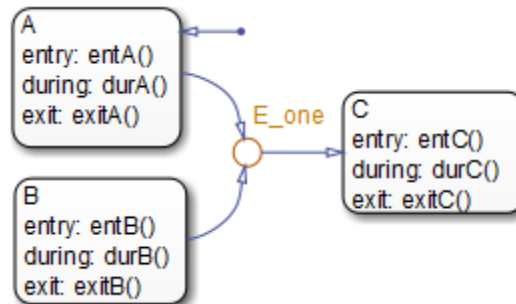 A
entry: entA()
during: durA()
exit: exitA()
E_one
C
entry: entC()
during: durC()
exit: exitC()
B
entry: entB()
during: durB()
exit: exitB()